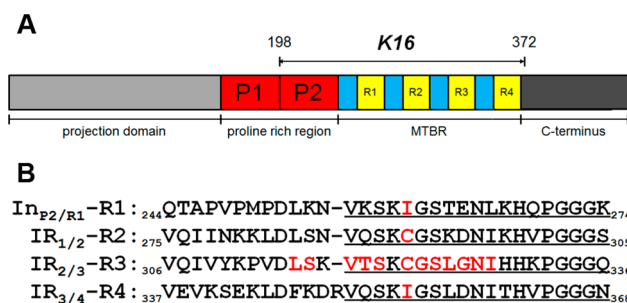 A
198 K16 372
P1 P2 R1 R2 R3 R4
projection domain proline rich region MTBR C-terminus
B
InP2/R1-R1:244QTAPVPMPDLKN-VKSKIGSTENLKHQPGGGK274
IR1/2-R2:275VQIINKKLDLSN-VQSKCGSKDNIKHVPGGGS305
IR2/3-R3:306VQIVYKPVDLSK-VTSKCGSLGNIHHKPGGGQ336
IR3/4-R4:337VEVKSEKLDFKDRVQSKIGSLDNITHVPGGGN368